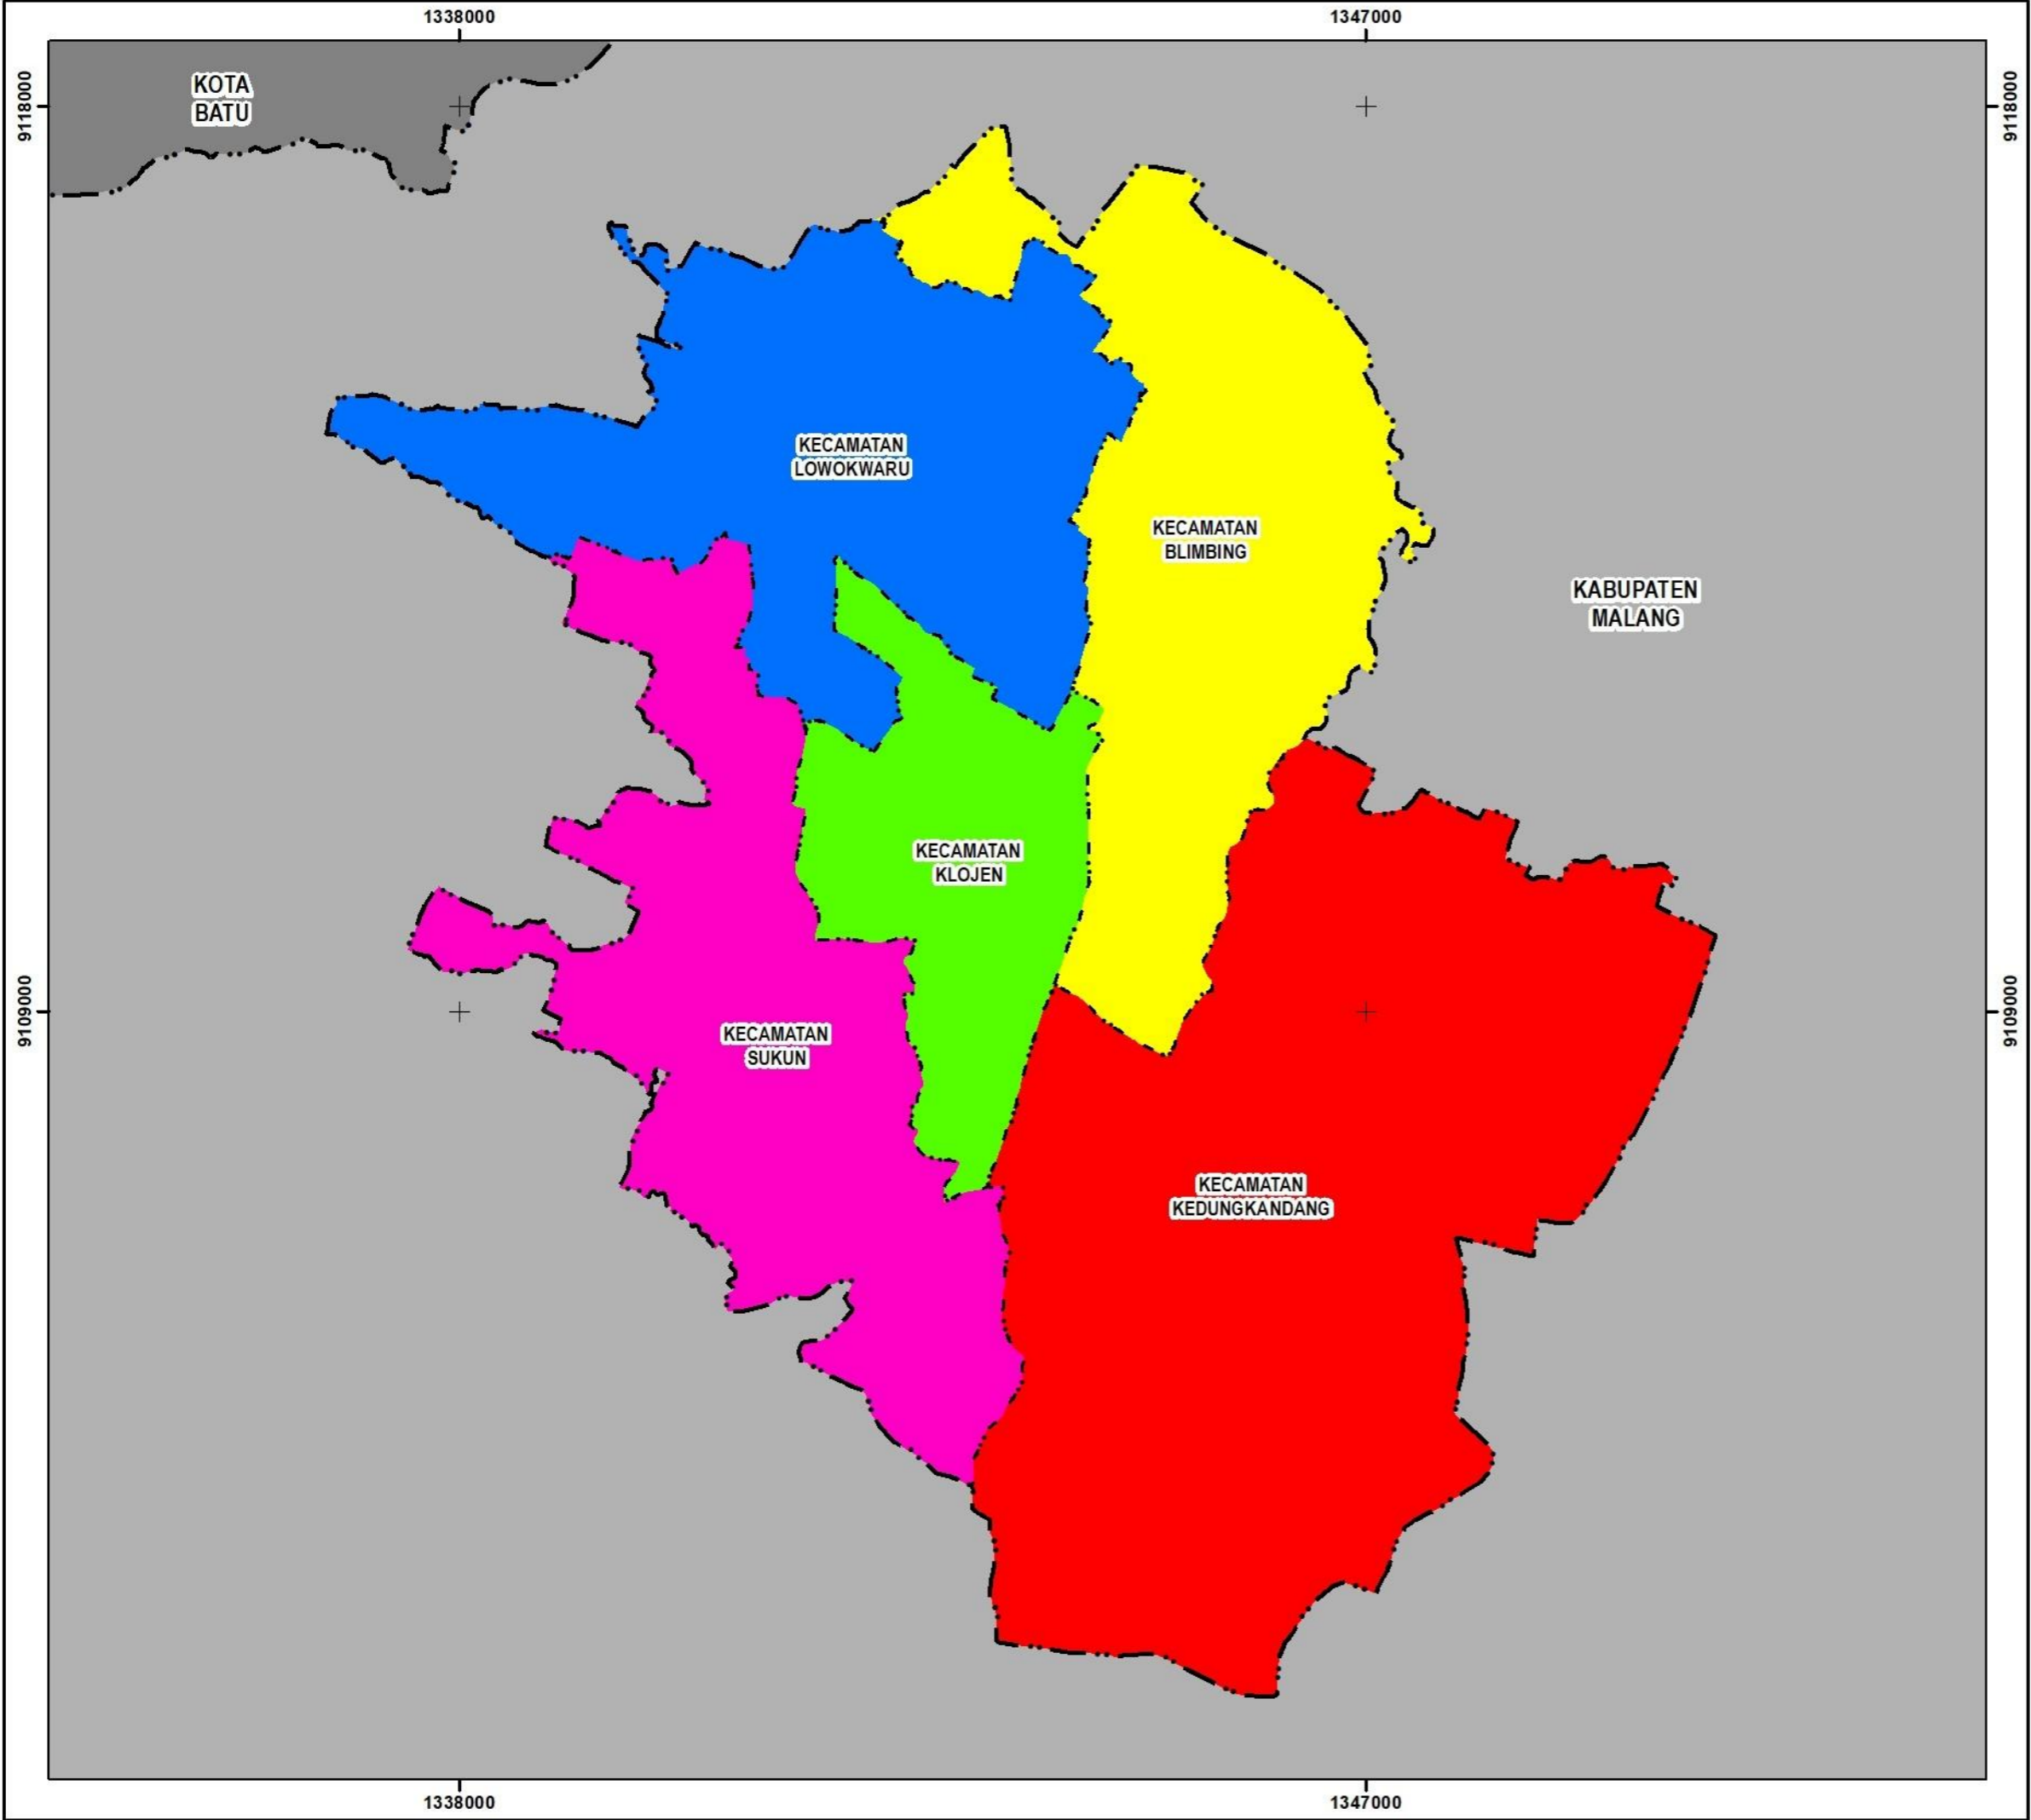 1338000
1347000
9118000
9118000
KOTA
BATU
KECAMATAN
LOWOKWARU
KECAMATAN
BLIMBING
KABUPATEN
MALANG
KECAMATAN
KLOJEN
9109000
9109000
KECAMATAN
SUKUN
KECAMATAN
KEDUNGKANDANG
1338000
1347000